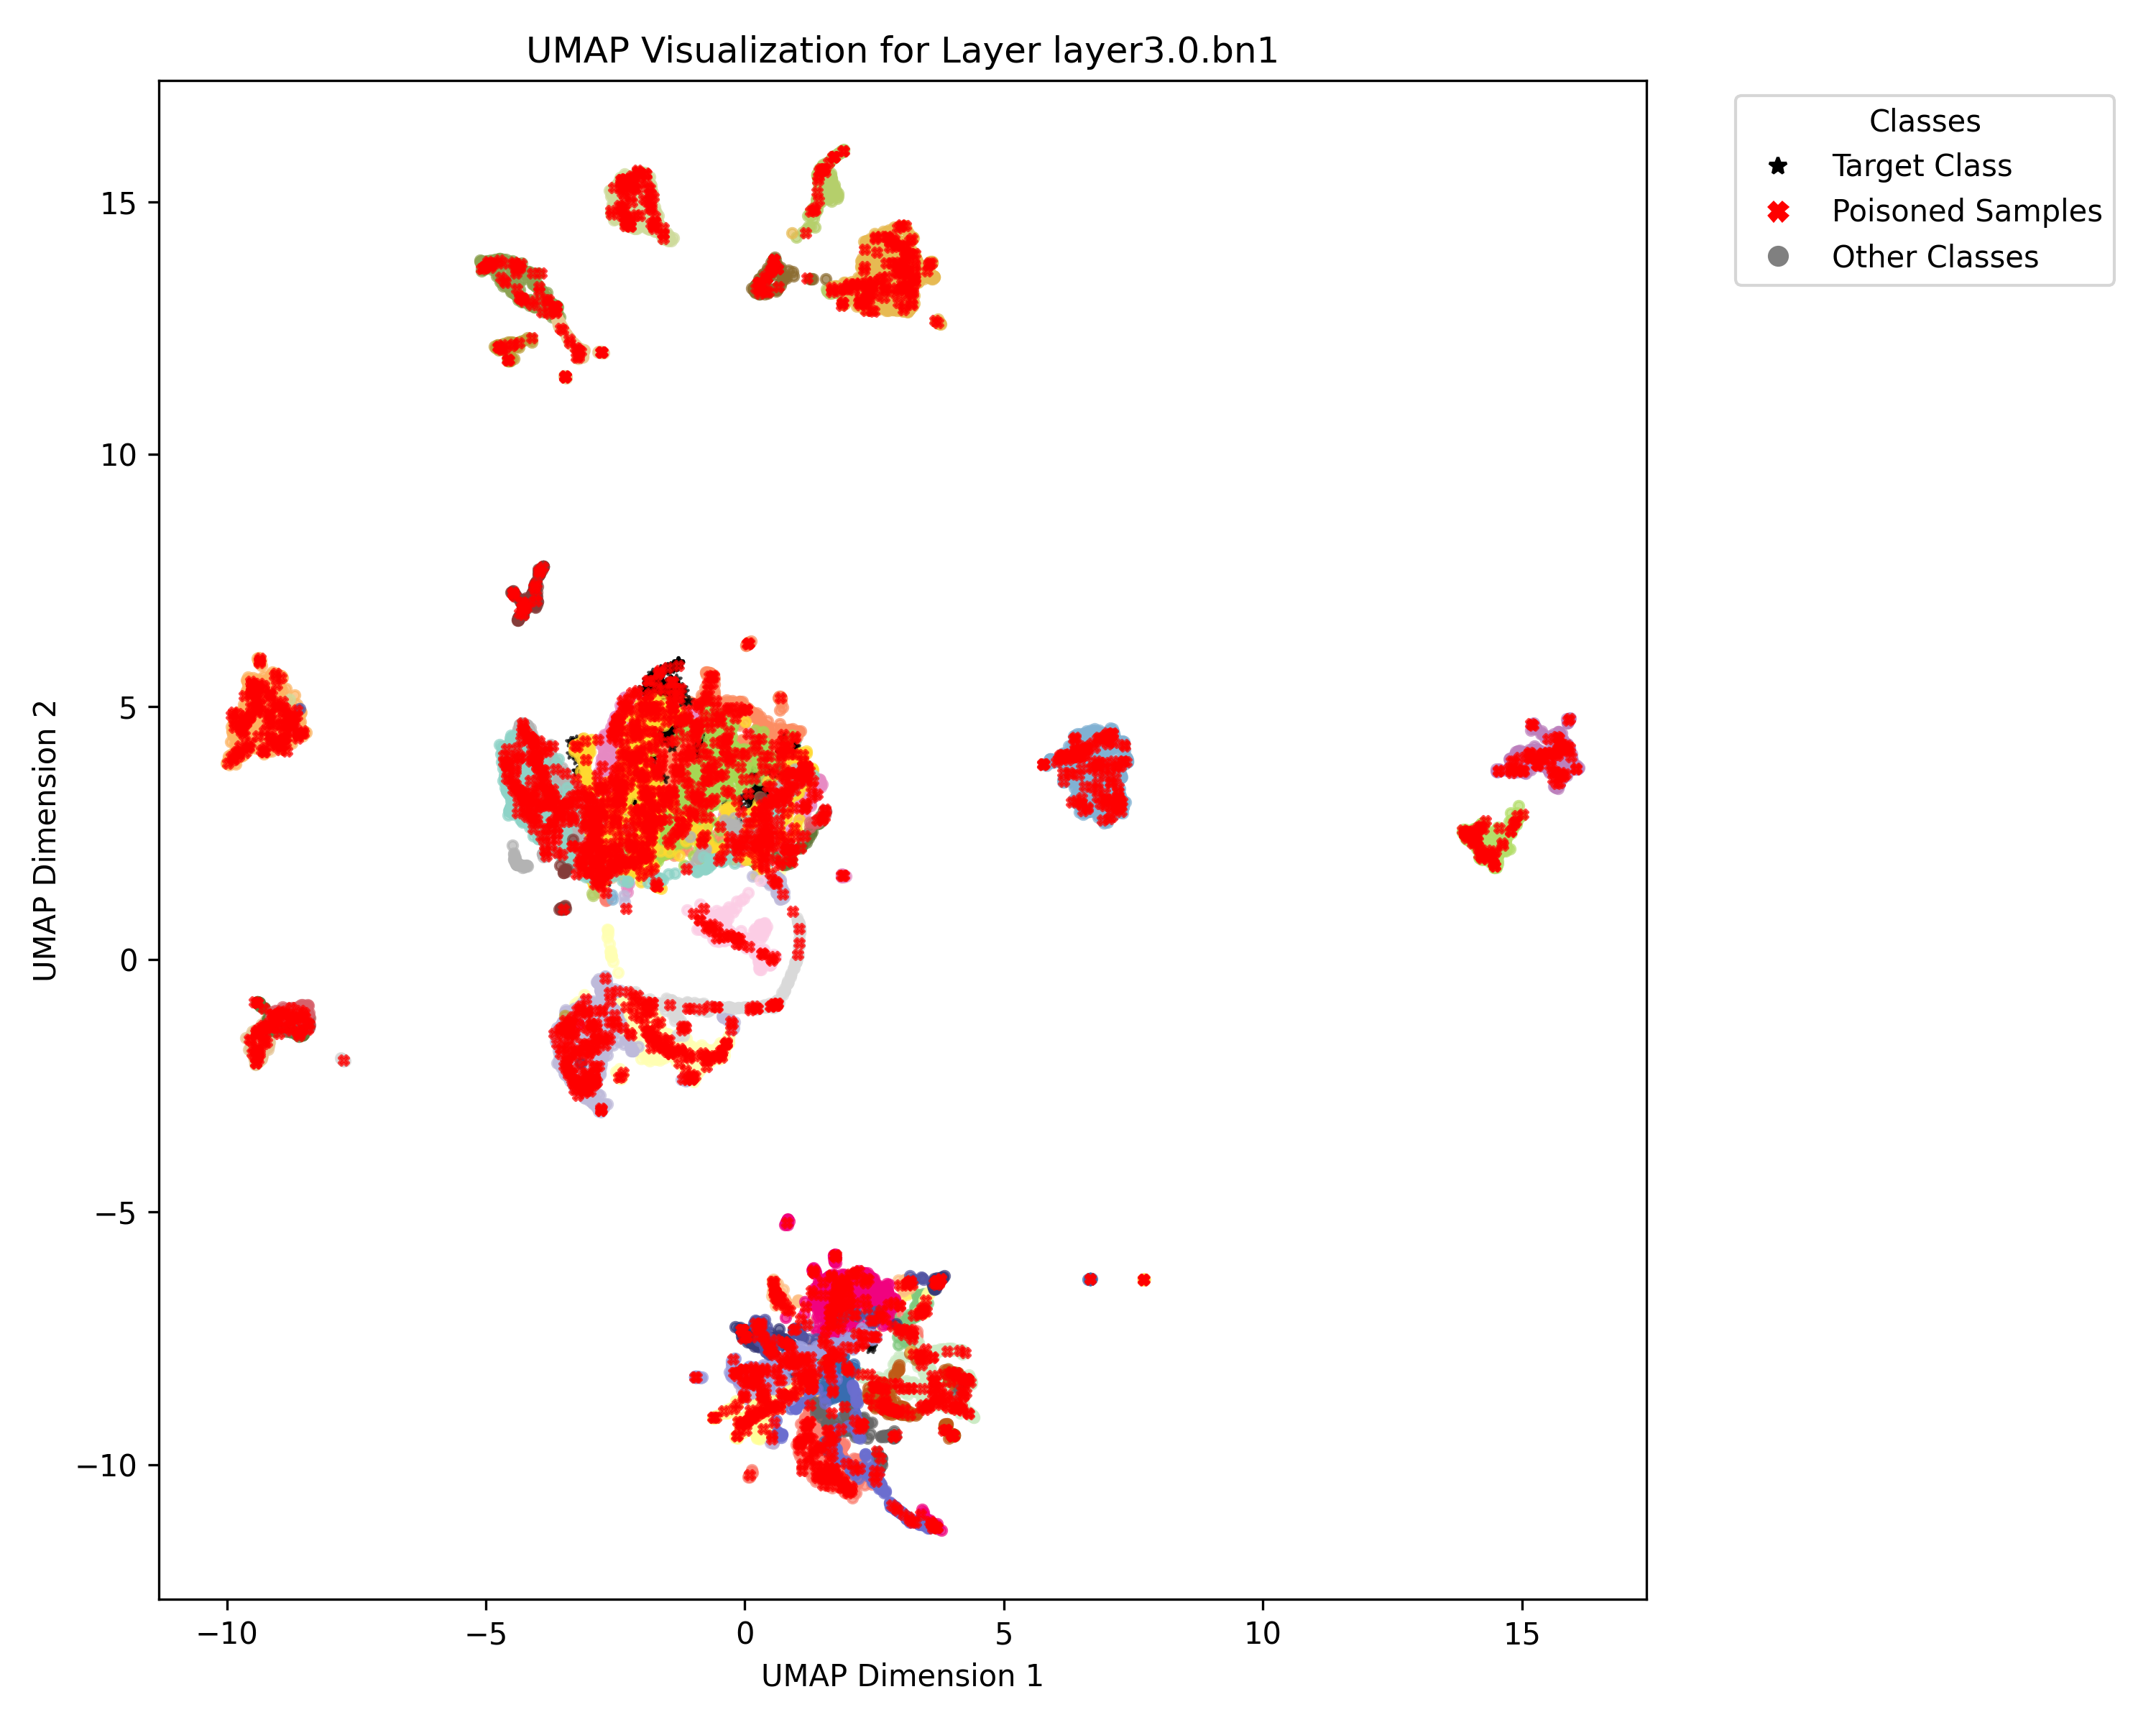 UMAP Visualization for Layer layer3.0.bn1
Classes
Target Class
Poisoned Samples
Other Classes
15
10
5
0
−5
−10
UMAP Dimension 2
−10
−5
0
5
10
15
UMAP Dimension 1